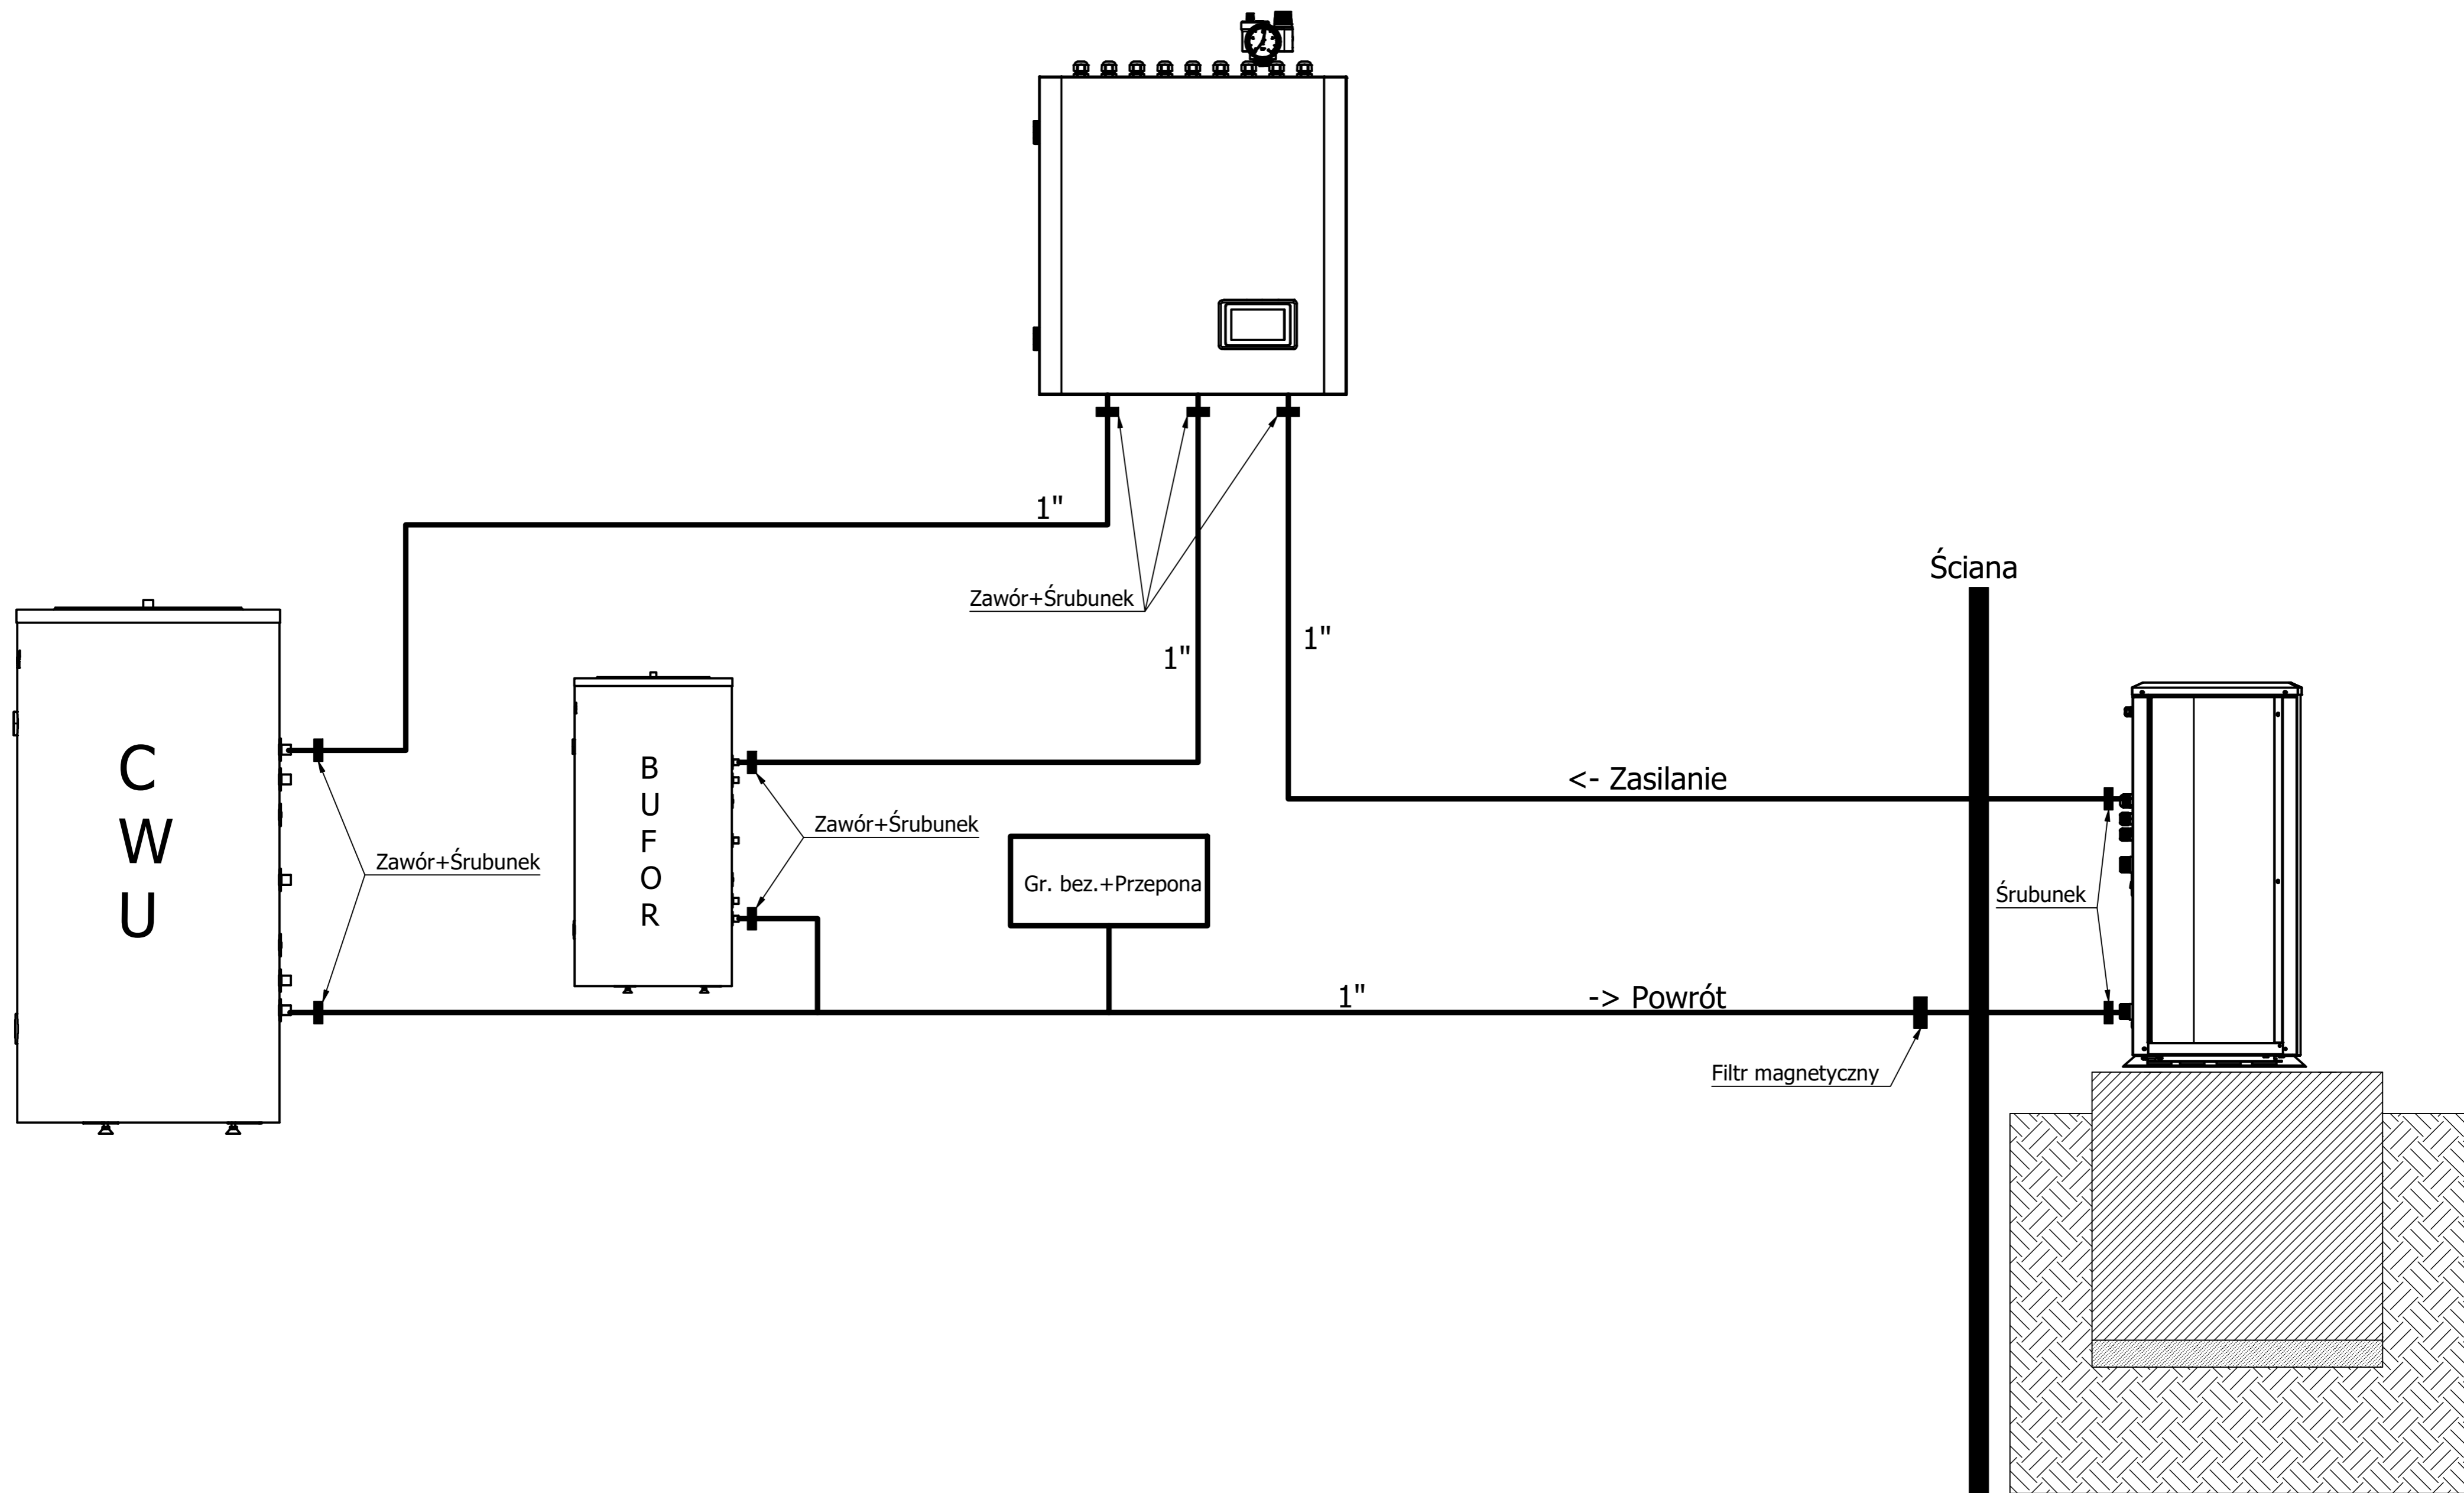 1"
Zawór+Śrubunek
Ściana
1"
1"
<- Zasilanie
C
W
U
B
U
F
O
R
Zawór+Śrubunek
Zawór+Śrubunek
Gr. bez.+Przepona
Śrubunek
1"
-> Powrót
Filtr magnetyczny